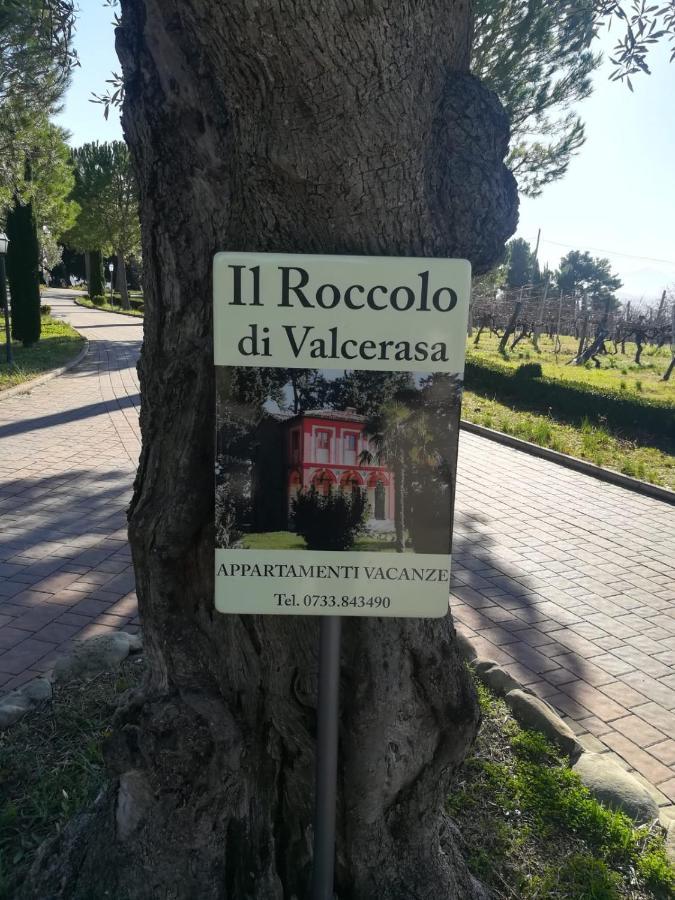 Il Roccolo
di Valcerasa
APPARTAMENTI VACANZE
Tel. 0733.843490